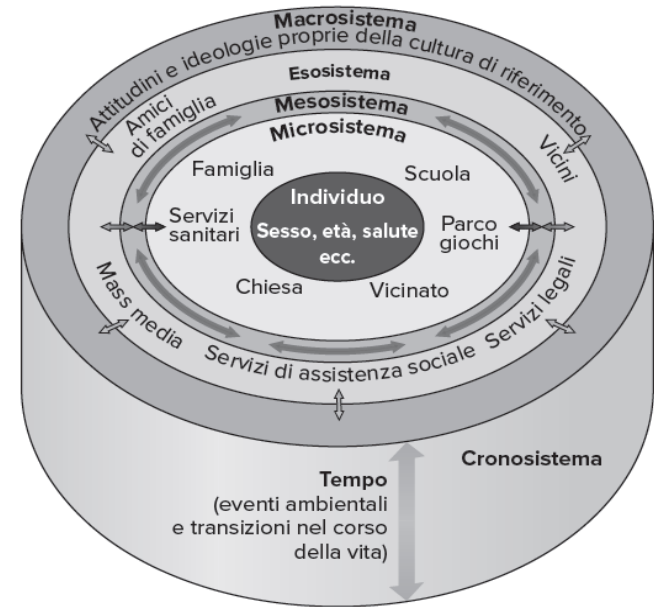 Macrosistema
Attitudini e ideologie proprie della cultura di riferimento
Esosistema
Amici
di famiglia
Mesosistema
Microsistema
Vicini
Famiglia
Scuola
Individuo
Sesso, età, salute
ecc.
Servizi
sanitari
Parco
giochi
Chiesa
Vicinato
Mass media
Servizi di assistenza sociale
Servizi legali
Cronosistema
Tempo
(eventi ambientali
e transizioni nel corso
della vita)